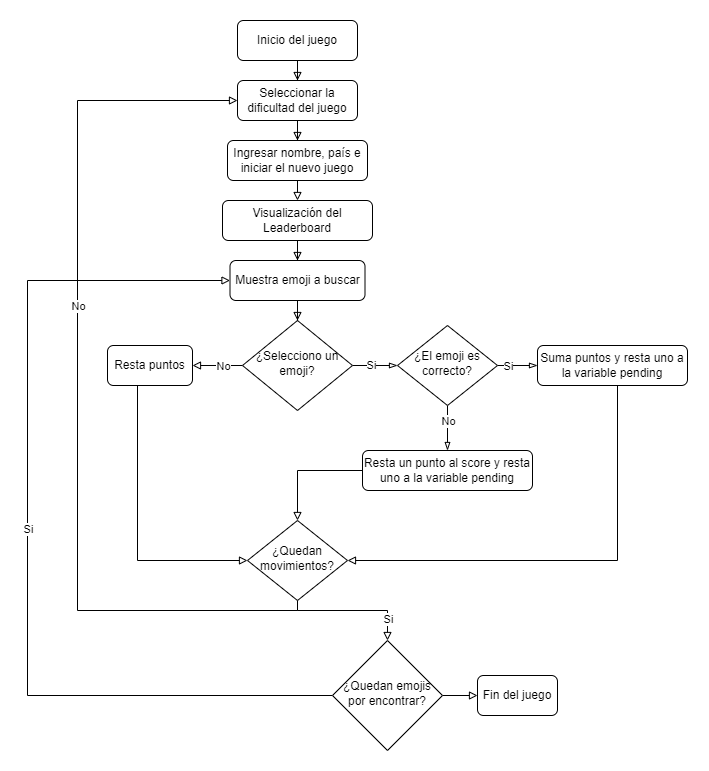 Inicio del juego
Seleccionar la
dificultad del juego
Ingresar nombre, país e
iniciar el nuevo juego
Visualización del
Leaderboard
Muestra emoji a buscar
No
¿Selecciono un
emoji?
No
Resta puntos
Si
¿El emoji es
correcto?
Si
Suma puntos y resta uno a
la variable pending
No
Resta un punto al score y resta
uno a la variable pending
Si
¿Quedan
movimientos?
Si
¿Quedan emojis
por encontrar?
Fin del juego